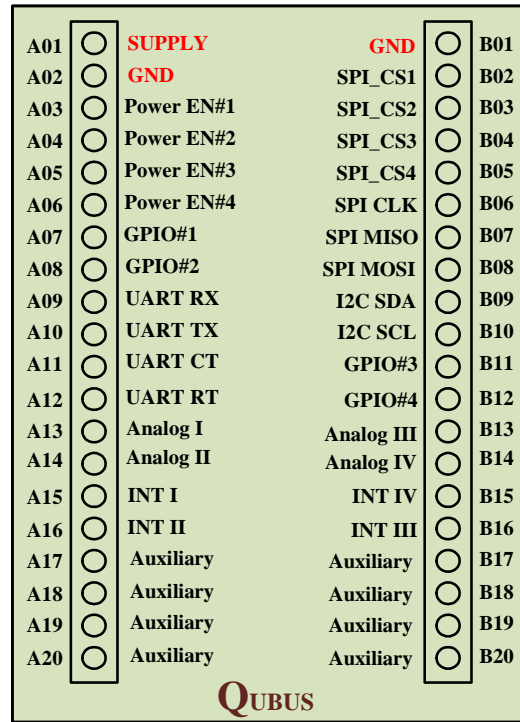 A01 SUPPLY GND B01
A02 GND SPI_CS1 B02
A03 Power EN#1 SPI_CS2 B03
A04 Power EN#2 SPI_CS3 B04
A05 Power EN#3 SPI_CS4 B05
A06 Power EN#4 SPI CLK B06
A07 GPIO#1 SPI MISO B07
A08 GPIO#2 SPI MOSI B08
A09 UART RX I2C SDA B09
A10 UART TX I2C SCL B10
A11 UART CT GPIO#3 B11
A12 UART RT GPIO#4 B12
A13 Analog I Analog III B13
A14 Analog II Analog IV B14
A15 INT I INT IV B15
A16 INT II INT III B16
A17 Auxiliary Auxiliary B17
A18 Auxiliary Auxiliary B18
A19 Auxiliary Auxiliary B19
A20 Auxiliary Auxiliary B20
QUBUS